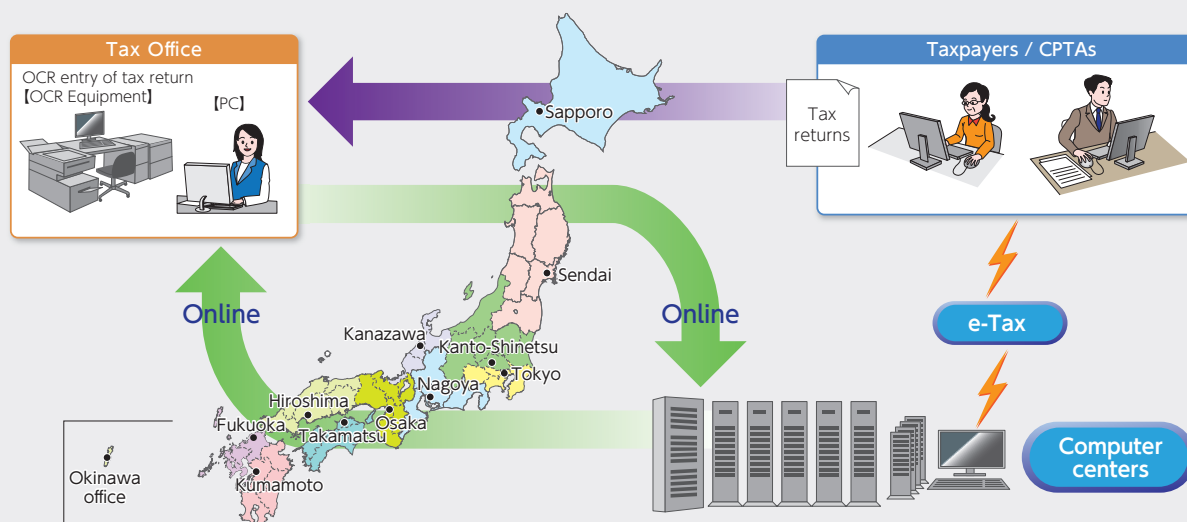 Tax Office
OCR entry of tax return
【OCR Equipment】
【PC】
Taxpayers / CPTAs
Tax
returns
Sapporo
Sendai
Online
Online
e-Tax
Kanazawa
Kanto-Shinetsu
Tokyo
Nagoya
Hiroshima
Osaka
Fukuoka
Takamatsu
Kumamoto
Okinawa
office
Computer
centers